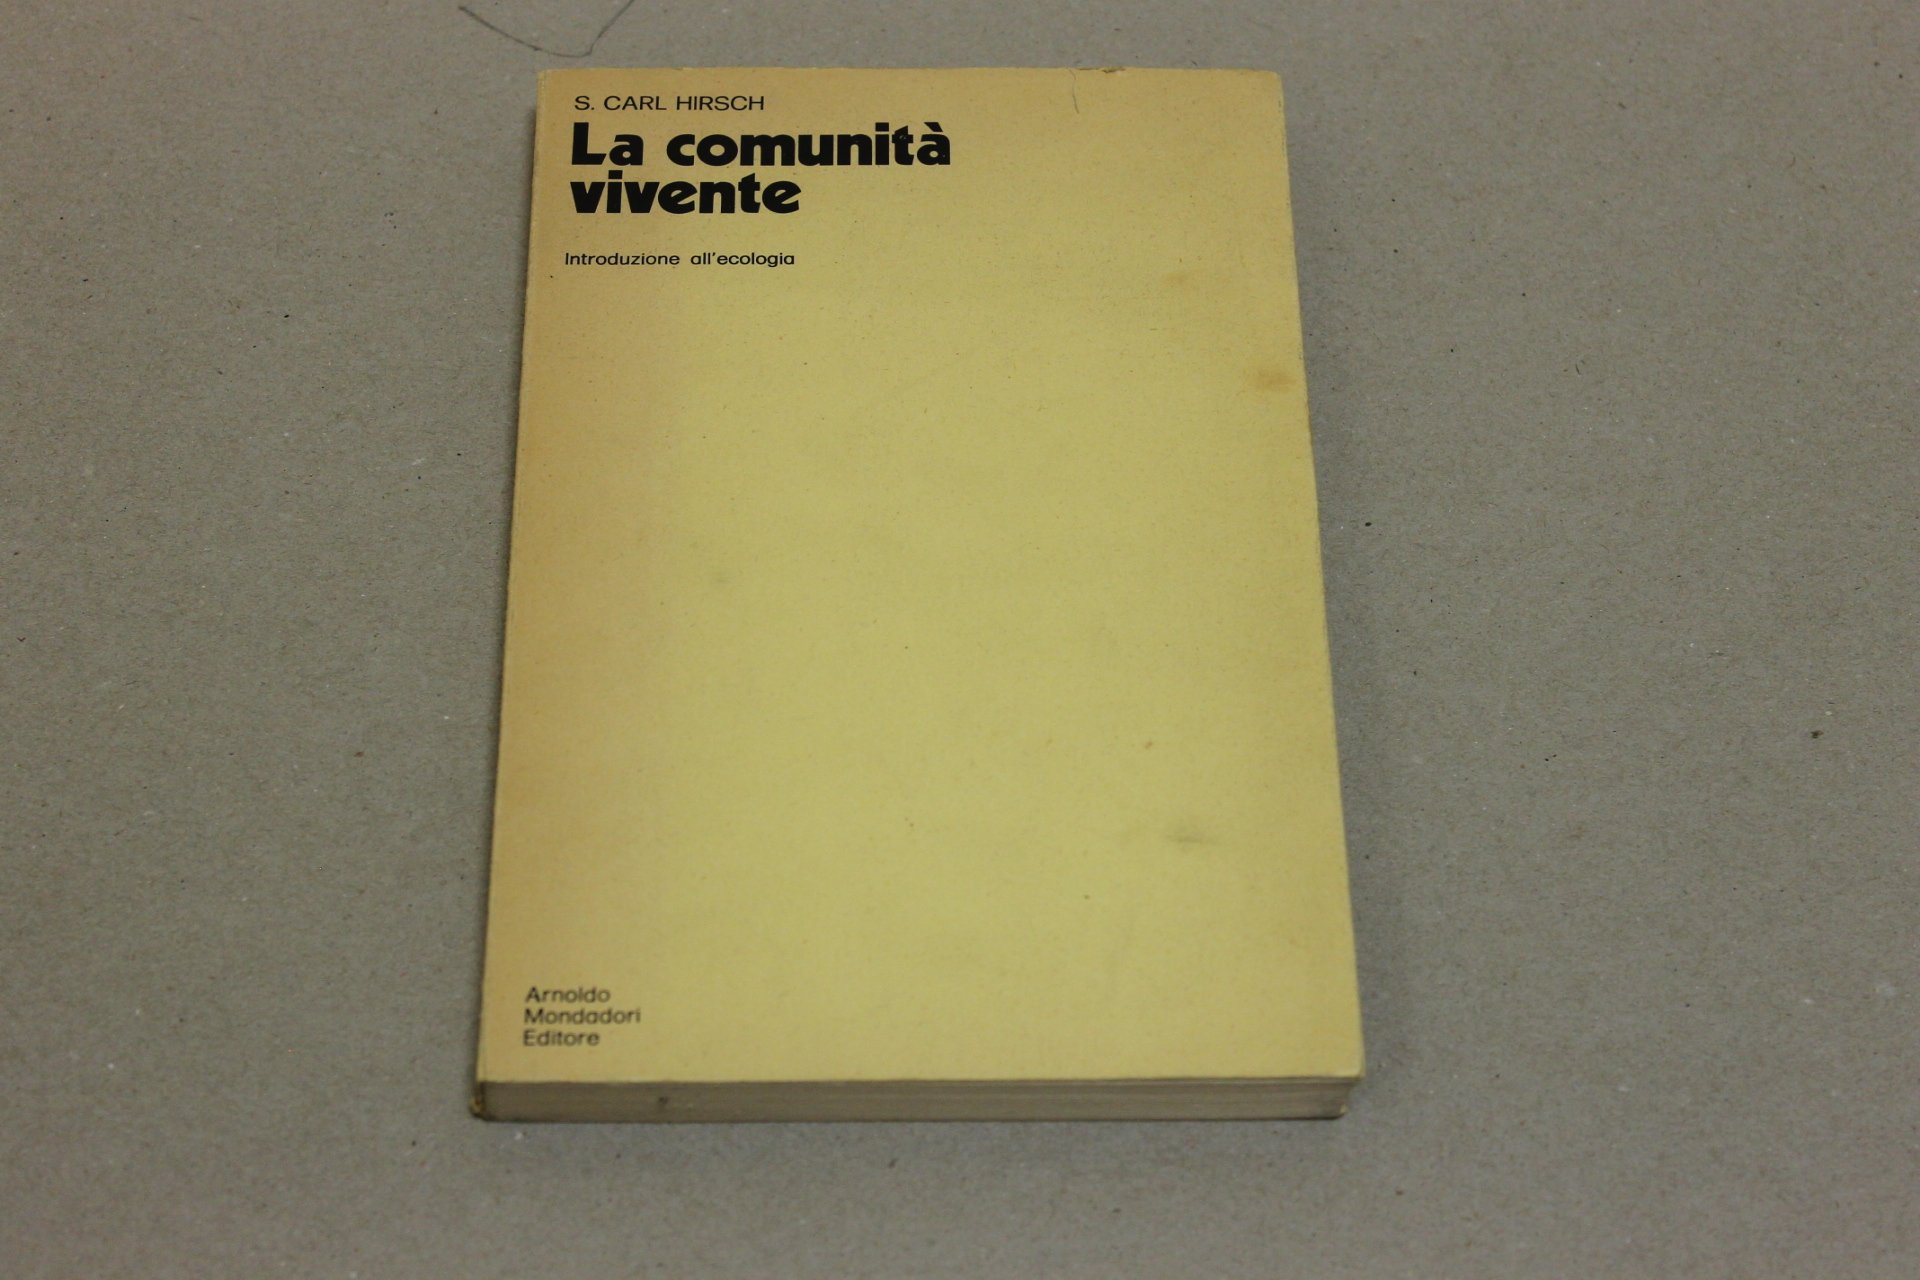 S. CARL HIRSCH
La comunità
vivente
Introduzione all'ecologia
Arnoldo
Mondadori
Editore